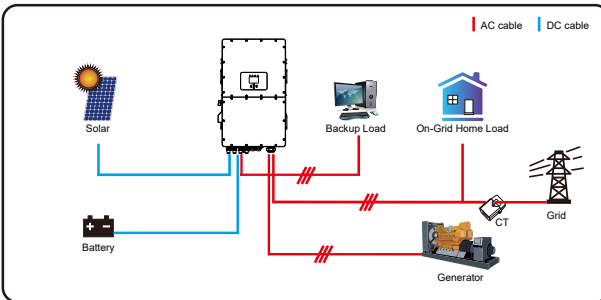 AC cable
DC cable
Solar
Backup Load
On-Grid Home Load
Battery
CT
Grid
Generator